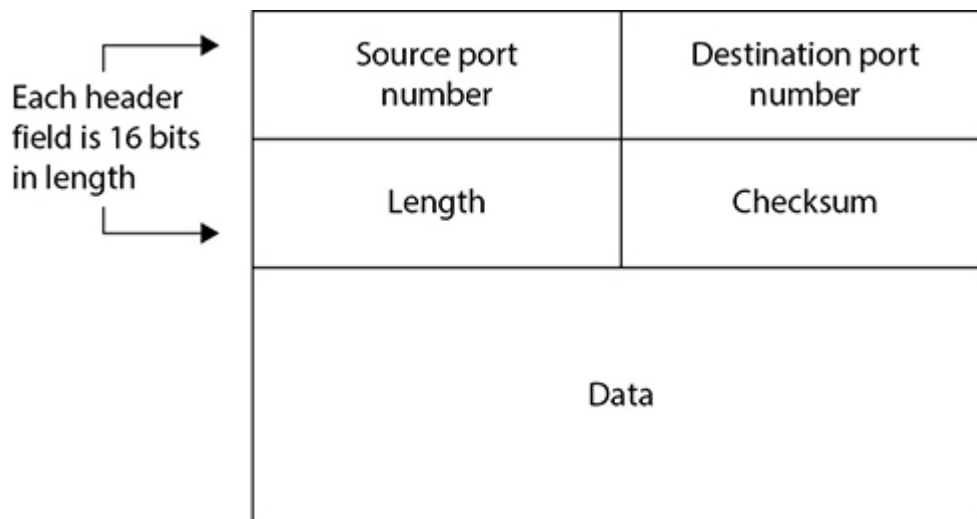 Source port
number
Destination port
number
Each header
field is 16 bits
in length
Length
Checksum
Data